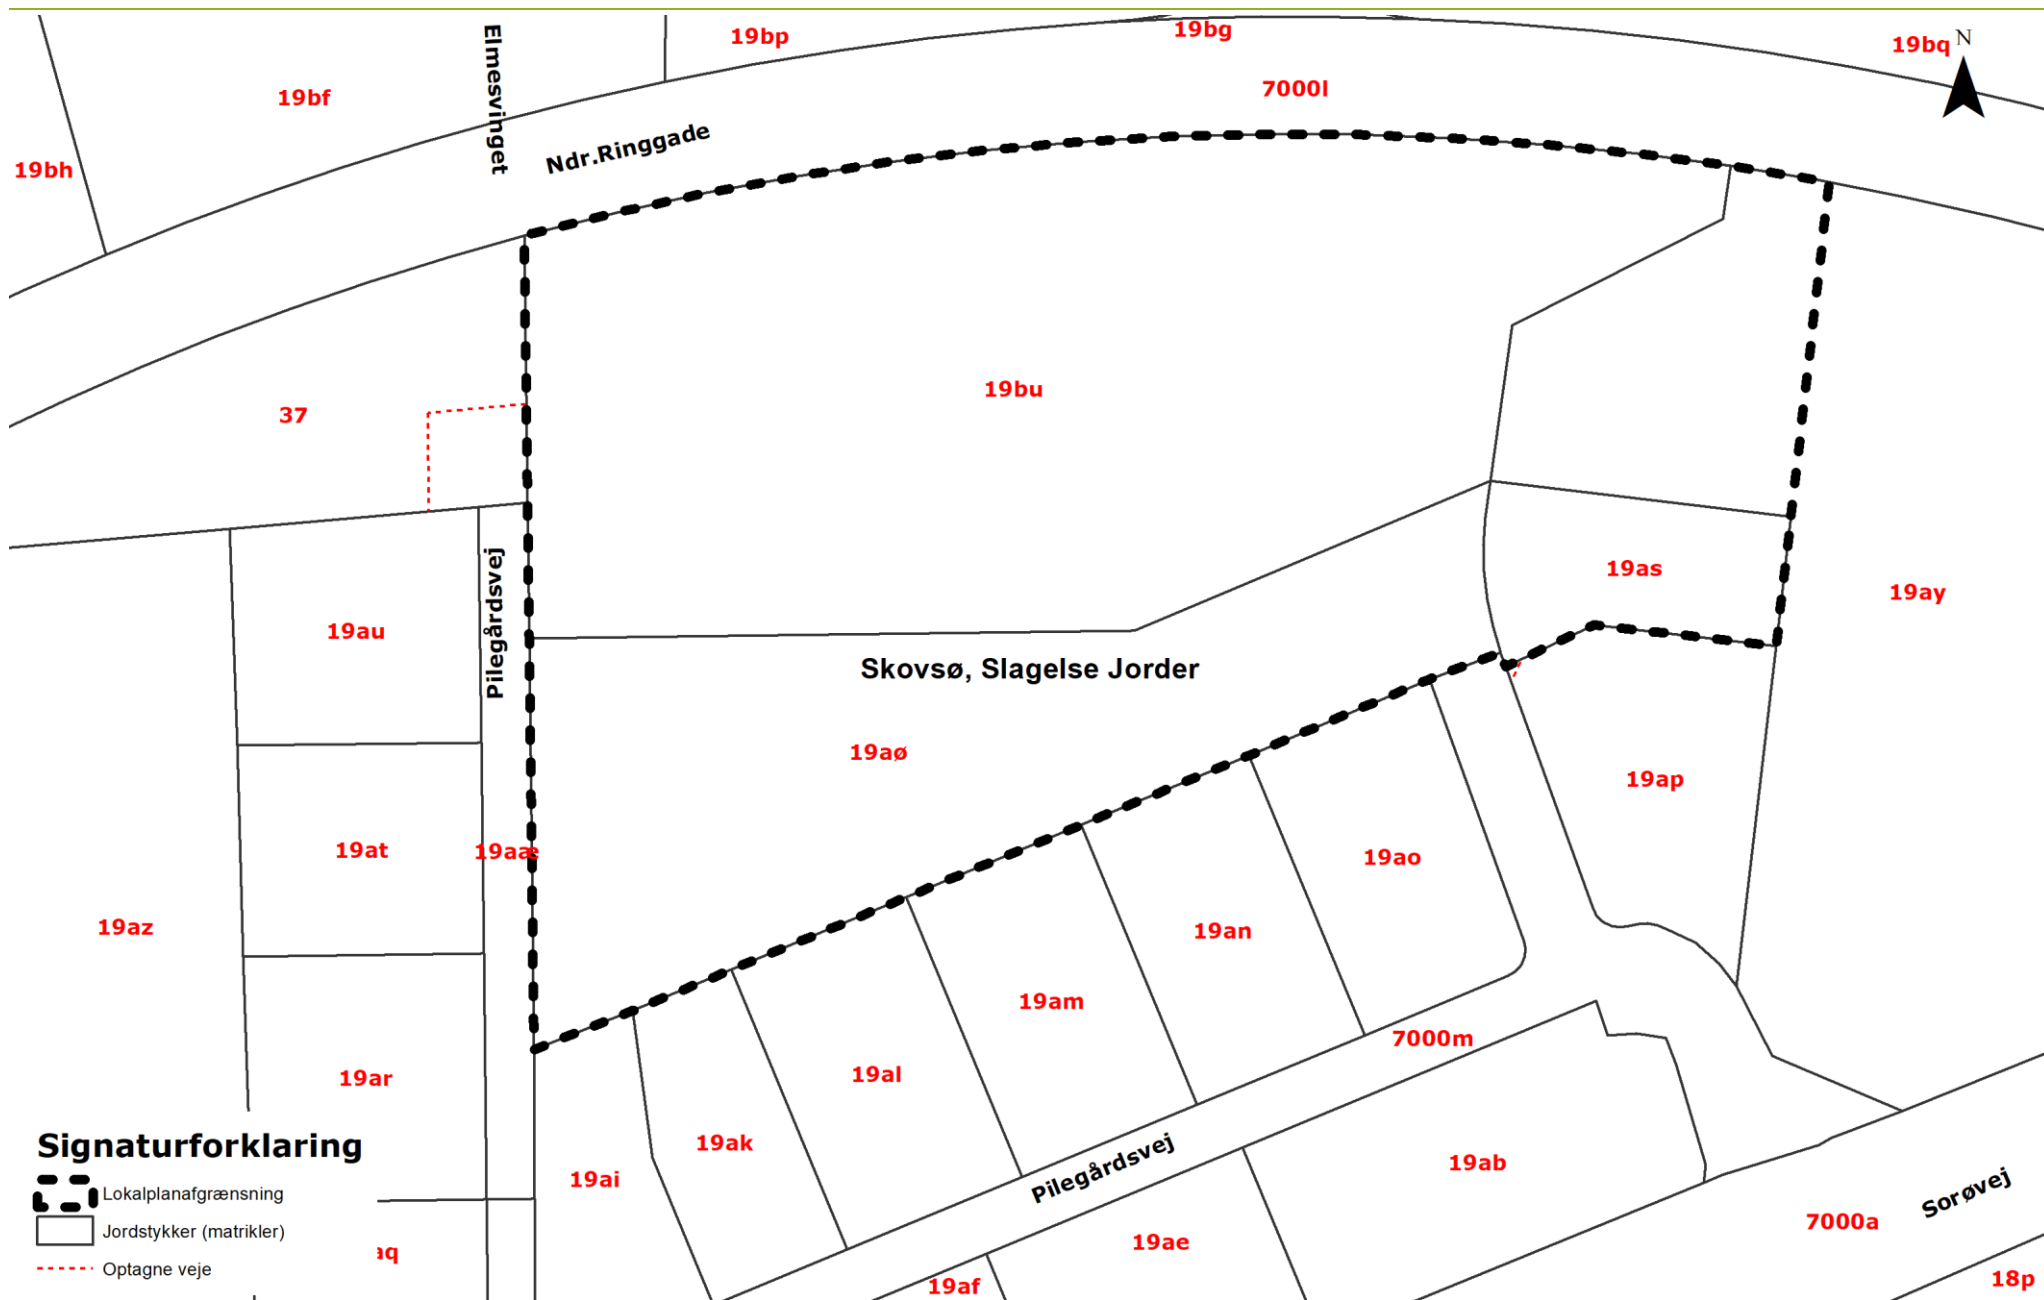 19bp
19bg
19bq
N
Elmesvinget
19bf
7000l
Ndr.Ringgade
19bh
19bu
37
19as
19ay
19au
Pilegårdsvej
Skovsø, Slagelse Jorder
19aø
19ap
19at
19aæ
19ao
19az
19an
19am
7000m
19al
19ar
19ak
19ai
Pilegårdsvej
19ab
Sorøvej
7000a
19ae
aq
19af
18p
Signaturforklaring
Lokalplanafgrænsning
Jordstykker (matrikler)
Optagne veje